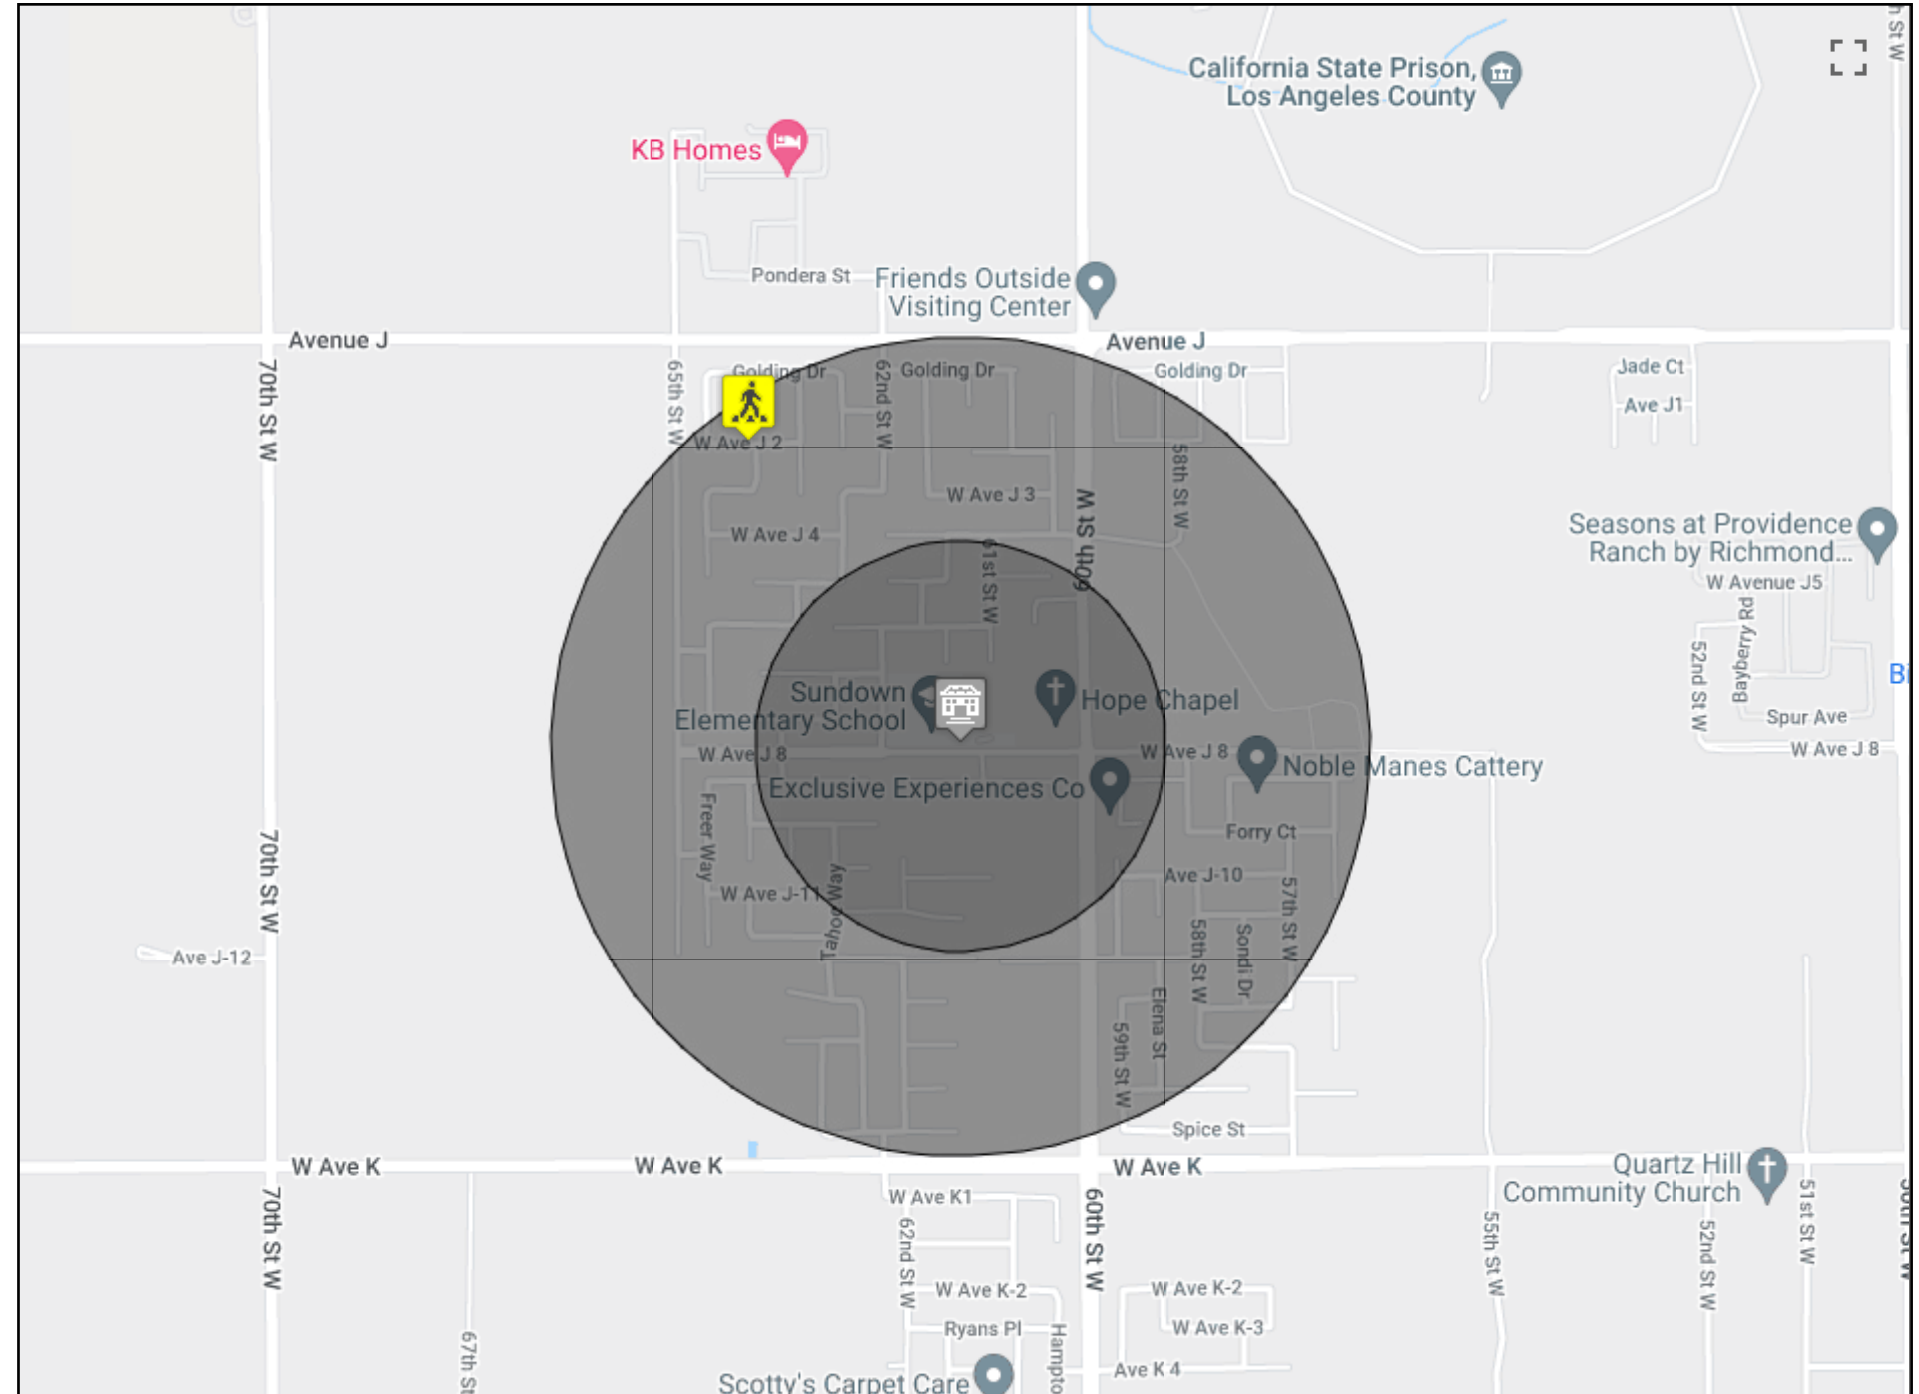 California State Prison,
Los Angeles County
KB Homes
Pondera St
Friends Outside
Visiting Center
Avenue J
Avenue J
70th St W
65th St W
Golding Dr
62nd St W
Golding Dr
Golding Dr
Jade Ct
Ave J1
W Ave J 2
58th St W
W Ave J 3
60th St W
W Ave J 4
61st St W
Seasons at Providence
Ranch by Richmond...
W Avenue J5
Bayberry Rd
52nd St W
Spur Ave
W Ave J 8
Sundown
Elementary School
Hope Chapel
W Ave J 8
W Ave J 8
Exclusive Experiences Co
Noble Manes Cattery
Freer Way
Forry Ct
70th St W
W Ave J-11
Tahoe Way
Ave J-10
57th St W
58th St W
Sondi Dr
Ave J-12
Elena St
59th St W
Spice St
W Ave K
W Ave K
W Ave K
Quartz Hill
Community Church
70th St W
W Ave K1
62nd St W
60th St W
55th St W
52nd St W
51st St W
W Ave K-2
W Ave K-2
Ryans Pl
W Ave K-3
67th St
Hampto
Ave K 4
Scotty's Carpet Care